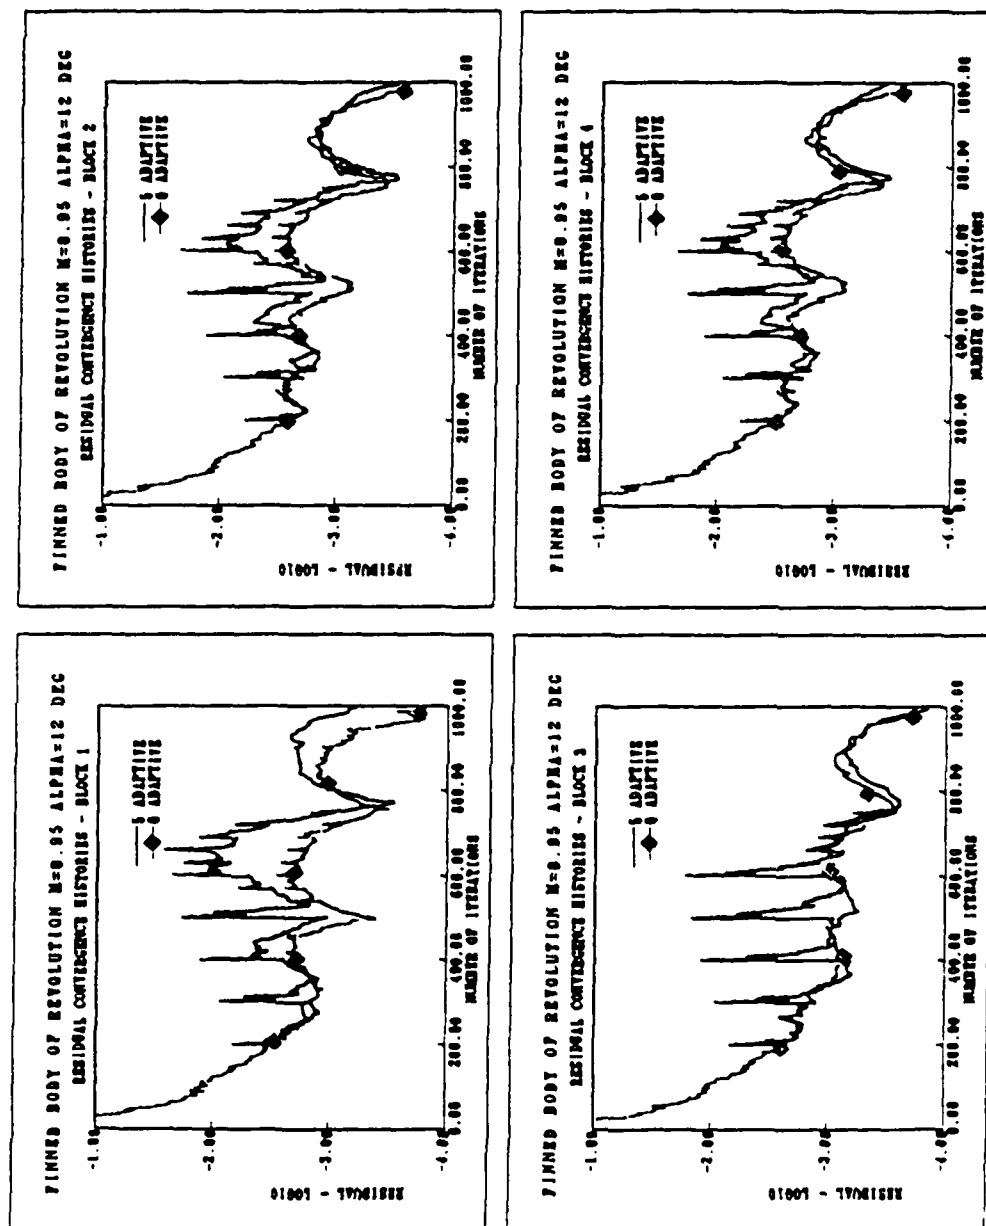 FINNED BODY OF REVOLUTION M=0.95 ALPHA=12 DEG
RESIDUAL CONVERGENCE HISTORIES - BLOCK 1
5 ADAPTIVE
0 ADAPTIVE
-1.00
-2.00
-3.00
-4.00
RESIDUAL - LOG10
0.00
200.00
400.00
600.00
800.00
1000.00
NUMBER OF ITERATIONS
FINNED BODY OF REVOLUTION M=0.95 ALPHA=12 DEG
RESIDUAL CONVERGENCE HISTORIES - BLOCK 2
5 ADAPTIVE
0 ADAPTIVE
-1.00
-2.00
-3.00
-4.00
RESIDUAL - LOG10
0.00
200.00
400.00
600.00
800.00
1000.00
NUMBER OF ITERATIONS
FINNED BODY OF REVOLUTION M=0.95 ALPHA=12 DEG
RESIDUAL CONVERGENCE HISTORIES - BLOCK 3
5 ADAPTIVE
0 ADAPTIVE
-1.00
-2.00
-3.00
-4.00
RESIDUAL - LOG10
0.00
200.00
400.00
600.00
800.00
1000.00
NUMBER OF ITERATIONS
FINNED BODY OF REVOLUTION M=0.95 ALPHA=12 DEG
RESIDUAL CONVERGENCE HISTORIES - BLOCK 4
5 ADAPTIVE
0 ADAPTIVE
-1.00
-2.00
-3.00
-4.00
RESIDUAL - LOG10
0.00
200.00
400.00
600.00
800.00
1000.00
NUMBER OF ITERATIONS